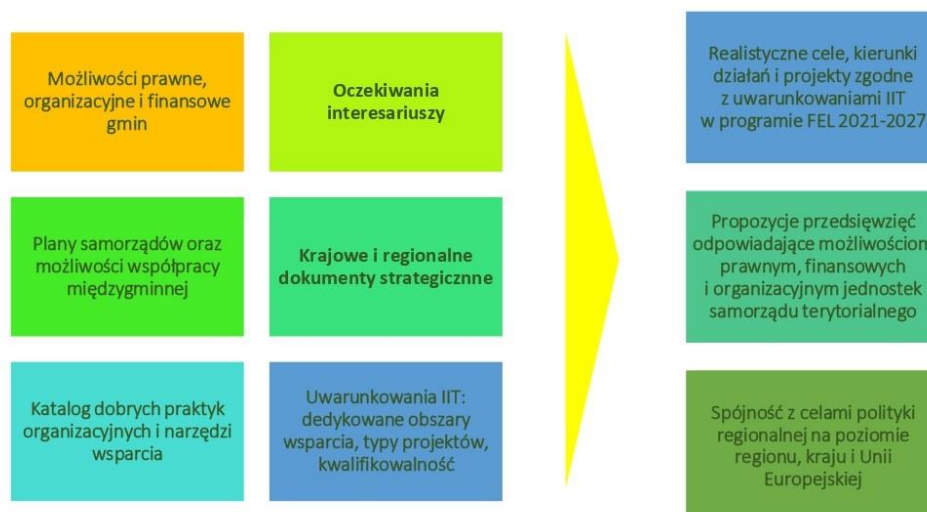 Możliwości prawne,
organizacyjne i finansowe
gmin
Oczekiwania
interesariuszy
Plany samorządów oraz
możliwości współpracy
międzygminnej
Krajowe i regionalne
dokumenty strategicznne
Katalog dobrych praktyk
organizacyjnych i narzędzi
wsparcia
Uwarunkowania IIT:
dedykowane obszary
wsparcia, typy projektów,
kwalifikowalność
Realistyczne cele, kierunki
działań i projekty zgodne
z uwarunkowaniami IIT
w programie FEL 2021-2027
Propozycje przedsięwzięć
odpowiadające możliwościom
prawnym, finansowych
i organizacyjnym jednostek
samorządu terytorialnego
Spójność z celami polityki
regionalnej na poziomie
regionu, kraju i Unii
Europejskiej